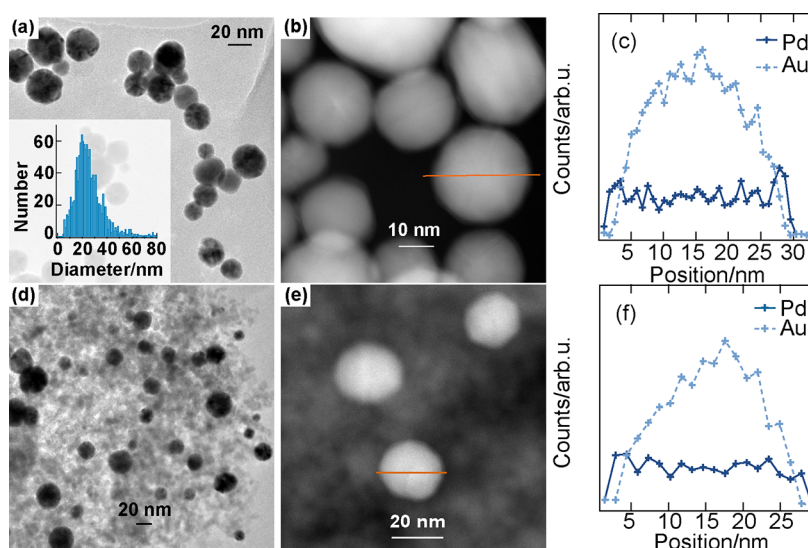 (a)
20 nm
Number
60
40
20
0
0 20 40 60 80
Diameter/nm
(b)
10 nm
(c)
Pd
Au
Counts/arb.u.
5 10 15 20 25 30
Position/nm
(d)
20 nm
(e)
20 nm
(f)
Pd
Au
Counts/arb.u.
5 10 15 20 25
Position/nm